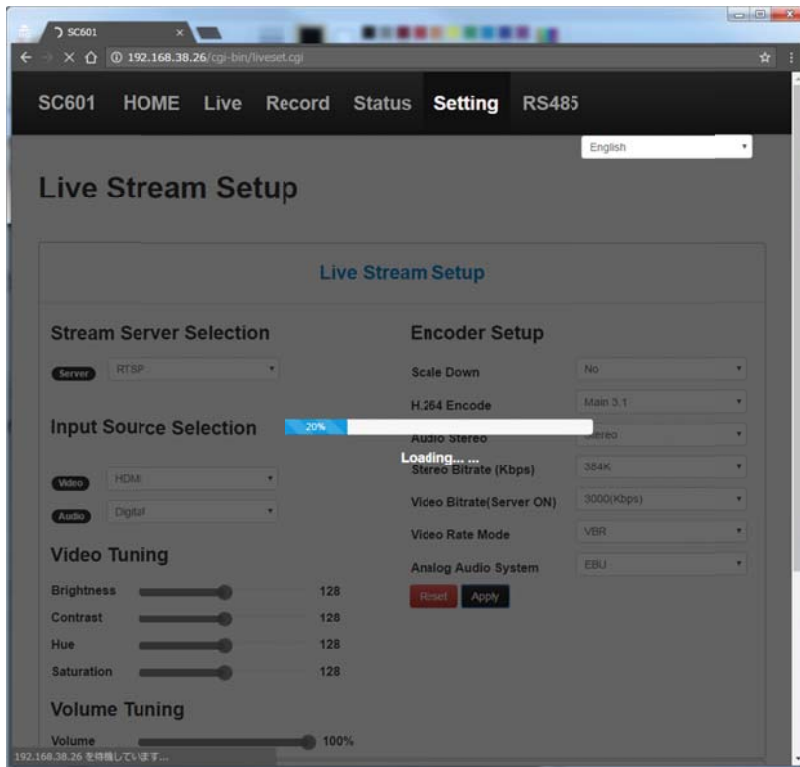 SC601
192.168.38.26/cgi-bin/liveset.cgi
SC601 HOME Live Record Status Setting RS485
English
Live Stream Setup
Live Stream Setup
Stream Server Selection
Server RTSP
Input Source Selection
Video HDMI
Audio Digital
Video Tuning
Brightness 128
Contrast 128
Hue 128
Saturation 128
Volume Tuning
Volume 100%
Encoder Setup
Scale Down No
H.264 Encode Main 3.1
20%
Audio Stereo Stereo
Loading... ...
Stereo Bitrate (Kbps) 384K
Video Bitrate(Server ON) 3000(Kbps)
Video Rate Mode VBR
Analog Audio System EBU
Reset Apply
192.168.38.26 を待機しています...